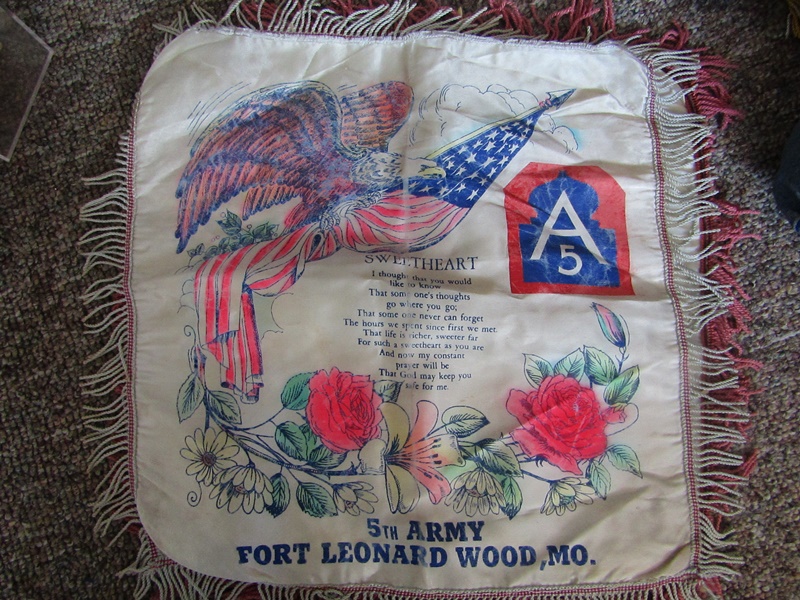 A
5
SWEETHEART
I thought that you would
like to know
That some one's thoughts
go where you go;
That some one never can forget
The hours we spent since first we met.
That life is richer, sweeter far
For such a sweetheart as you are
And now my constant
prayer will be
That God may keep you
safe for me.
5TH ARMY
FORT LEONARD WOOD, MO.